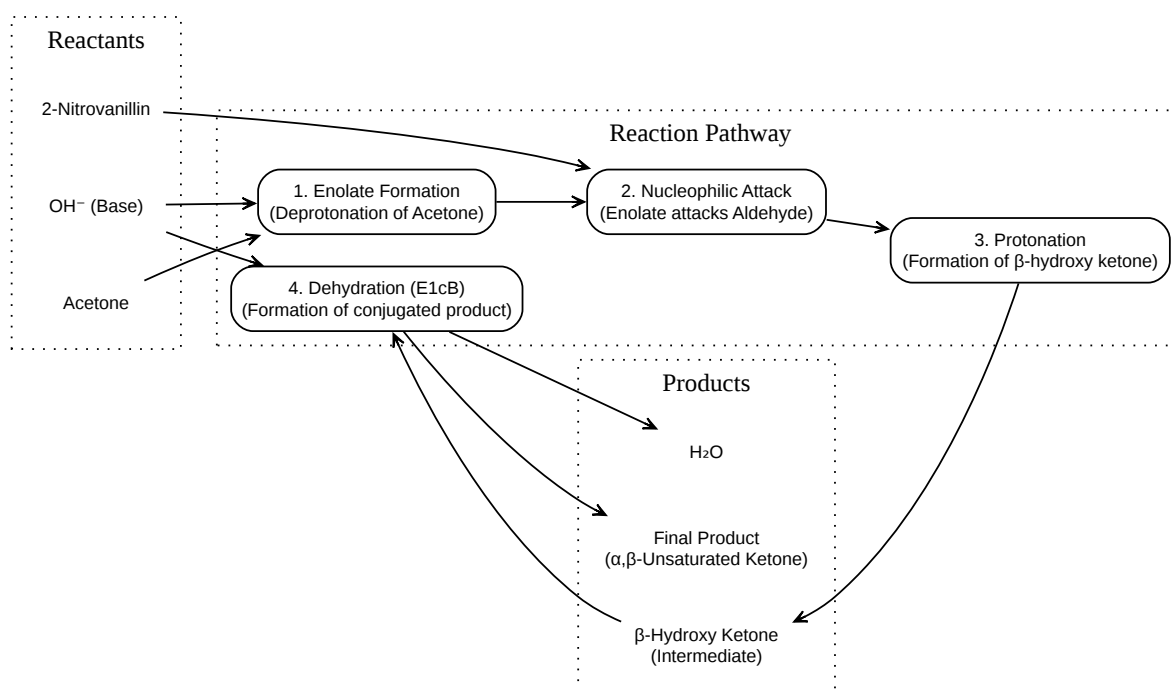 Reactants
2-Nitrovanillin
OH⁻ (Base)
Acetone
Reaction Pathway
1. Enolate Formation
(Deprotonation of Acetone)
2. Nucleophilic Attack
(Enolate attacks Aldehyde)
3. Protonation
(Formation of β-hydroxy ketone)
4. Dehydration (E1cB)
(Formation of conjugated product)
Products
H₂O
Final Product
(α,β-Unsaturated Ketone)
β-Hydroxy Ketone
(Intermediate)